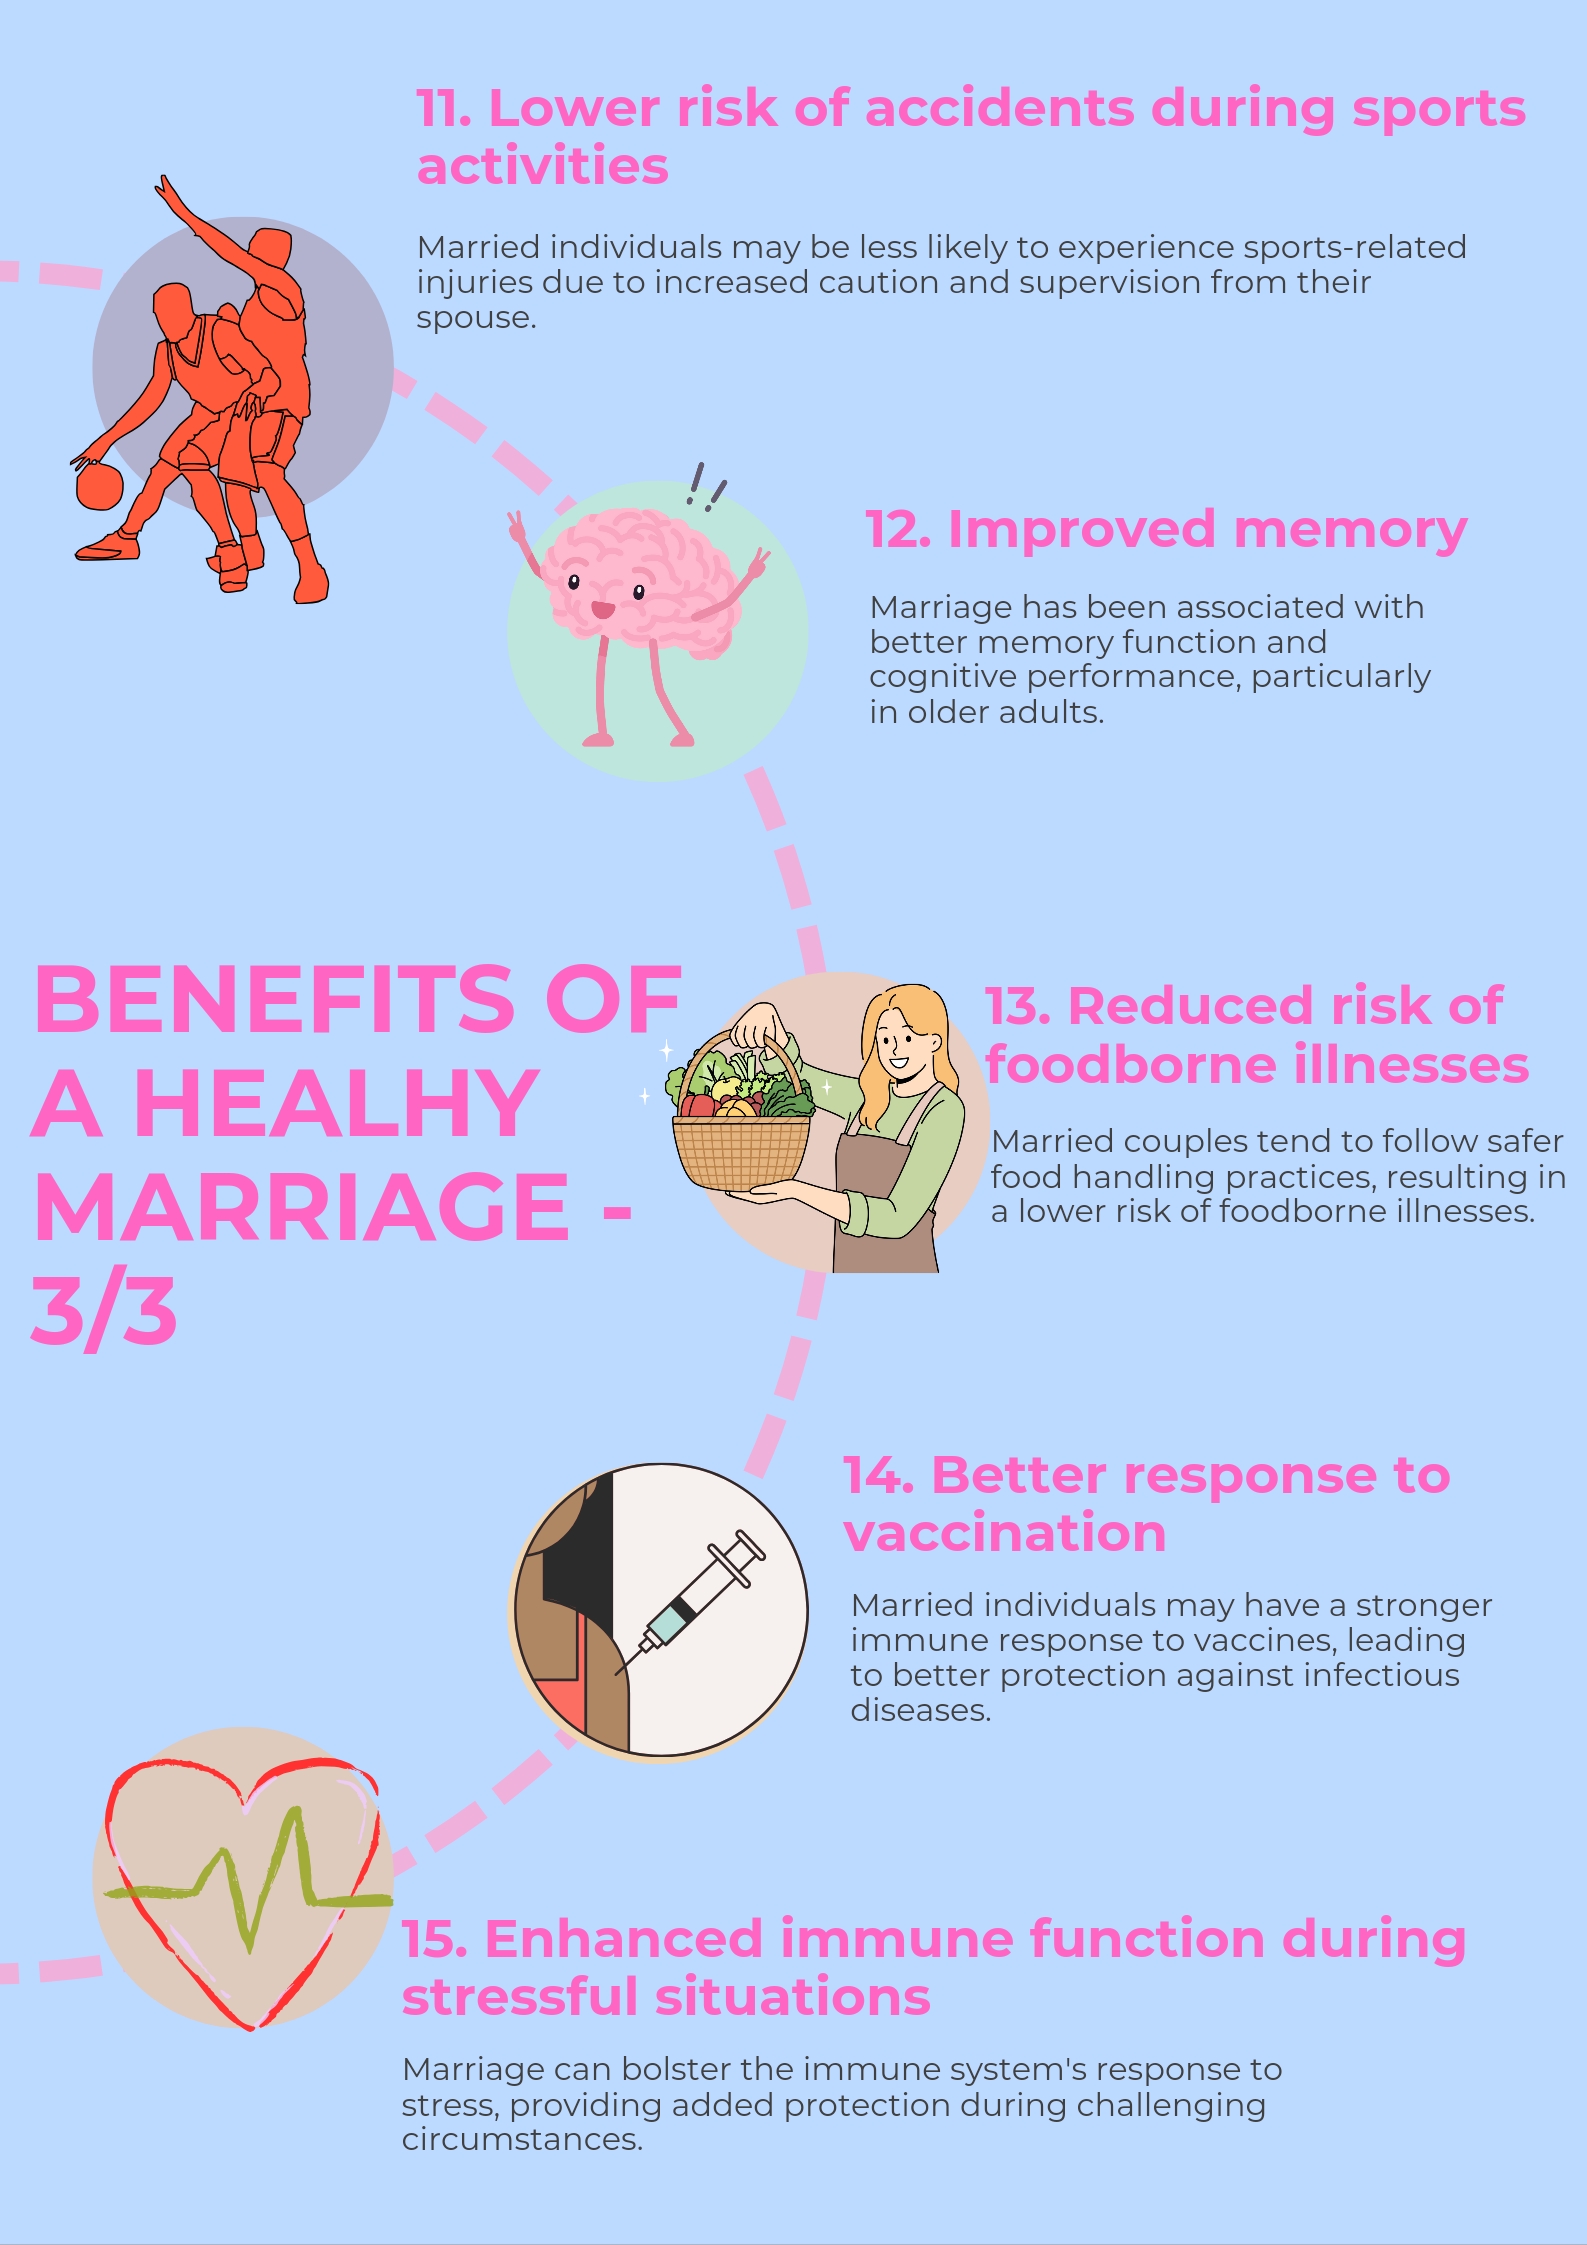 11. Lower risk of accidents during sports
activities
Married individuals may be less likely to experience sports-related
injuries due to increased caution and supervision from their
spouse.
12. Improved memory
Marriage has been associated with
better memory function and
cognitive performance, particularly
in older adults.
BENEFITS OF
A HEALHY
MARRIAGE -
3/3
13. Reduced risk of
foodborne illnesses
Married couples tend to follow safer
food handling practices, resulting in
a lower risk of foodborne illnesses.
14. Better response to
vaccination
Married individuals may have a stronger
immune response to vaccines, leading
to better protection against infectious
diseases.
15. Enhanced immune function during
stressful situations
Marriage can bolster the immune system's response to
stress, providing added protection during challenging
circumstances.